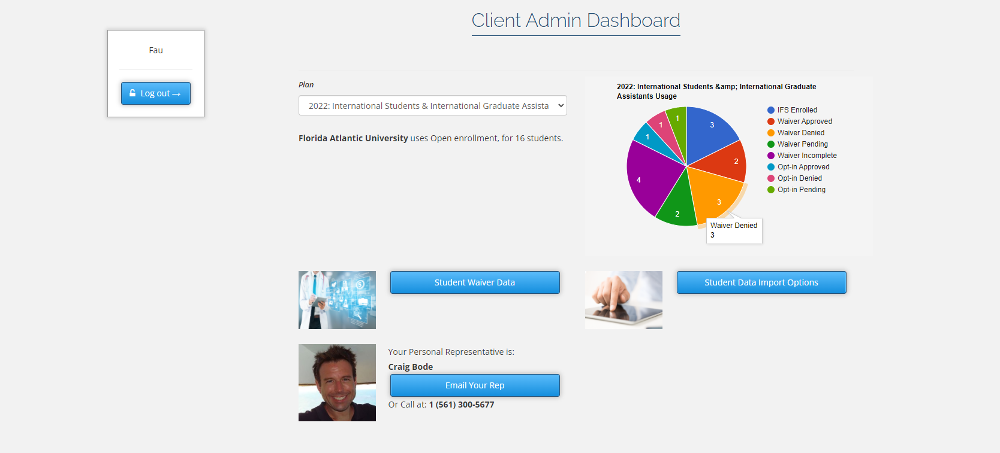 Client Admin Dashboard
Fau
Log out →
Plan
2022: International Students & International Graduate Assista
Florida Atlantic University uses Open enrollment, for 16 students.
2022: International Students &amp; International Graduate
Assistants Usage
3
2
3
2
4
1
1
1
IFS Enrolled
Waiver Approved
Waiver Denied
Waiver Pending
Waiver Incomplete
Opt-in Approved
Opt-in Denied
Opt-in Pending
Waiver Denied
3
Student Waiver Data
Student Data Import Options
Your Personal Representative is:
Craig Bode
Email Your Rep
Or Call at: 1 (561) 300-5677